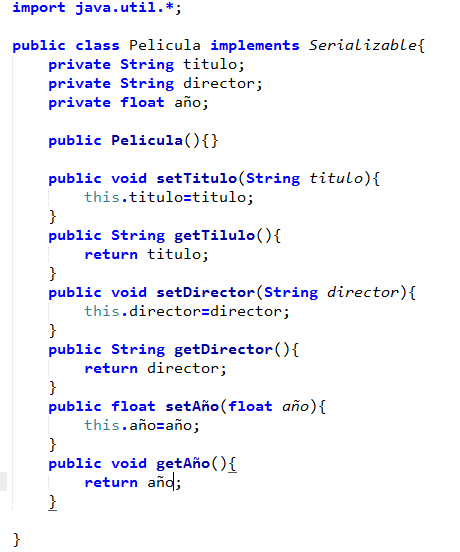 import java.util.*;
public class Pelicula implements Serializable{
private String titulo;
private String director;
private float año;
public Pelicula(){}
public void setTitulo(String titulo){
this.titulo=titulo;
}
public String getTilulo(){
return titulo;
}
public void setDirector(String director){
this.director=director;
}
public String getDirector(){
return director;
}
public float setAño(float año){
this.año=año;
}
public void getAño(){
return año;
}
}